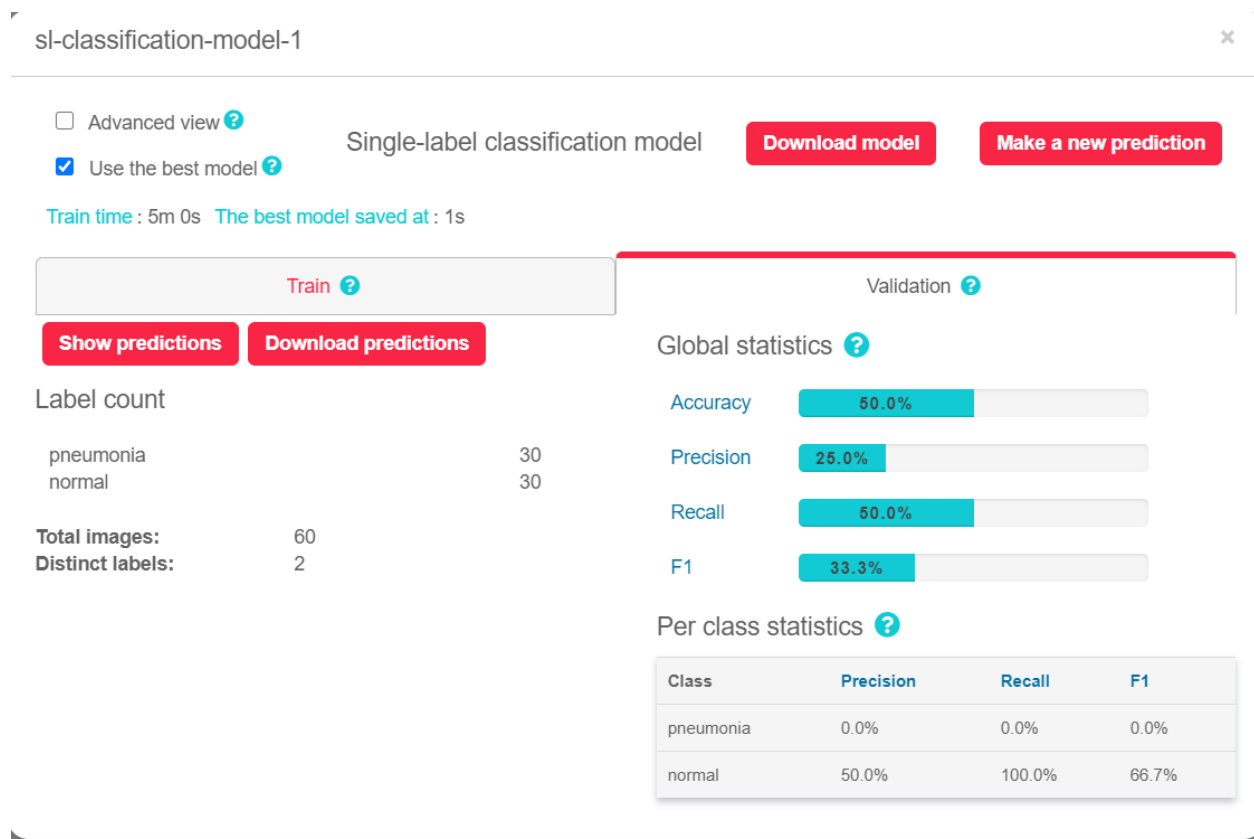 sl-classification-model-1 ×
Advanced view ?
Use the best model ?
Single-label classification model
Download model
Make a new prediction
Train time : 5m 0s The best model saved at : 1s
Train ?
Validation ?
Show predictions
Download predictions
Label count
pneumonia 30
normal 30
Total images: 60
Distinct labels: 2
Global statistics ?
Accuracy 50.0%
Precision 25.0%
Recall 50.0%
F1 33.3%
Per class statistics ?
Class Precision Recall F1
pneumonia 0.0% 0.0% 0.0%
normal 50.0% 100.0% 66.7%